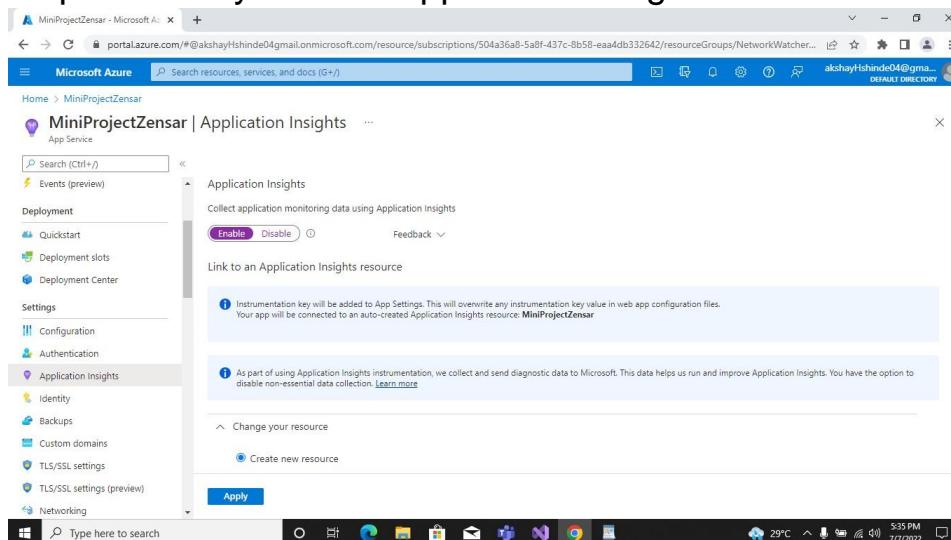 MiniProjectZensar - Microsoft Az
portal.azure.com/#@akshayHshinde04gmail.onmicrosoft.com/resource/subscriptions/504a36a8-5a8f-437c-8b58-eaa4db332642/resourceGroups/NetworkWatcher...
Microsoft Azure
Search resources, services, and docs (G+/)
akshayHshinde04@gma...
DEFAULT DIRECTORY
Home > MiniProjectZensar
MiniProjectZensar | Application Insights ...
App Service
Search (Ctrl+/)
Events (preview)
Deployment
Quickstart
Deployment slots
Deployment Center
Settings
Configuration
Authentication
Application Insights
Identity
Backups
Custom domains
TLS/SSL settings
TLS/SSL settings (preview)
Networking
Application Insights
Collect application monitoring data using Application Insights
Enable Disable Feedback
Link to an Application Insights resource
Instrumentation key will be added to App Settings. This will overwrite any instrumentation key value in web app configuration files.
Your app will be connected to an auto-created Application Insights resource: MiniProjectZensar
As part of using Application Insights instrumentation, we collect and send diagnostic data to Microsoft. This data helps us run and improve Application Insights. You have the option to
disable non-essential data collection. Learn more
Change your resource
Create new resource
Apply
Type here to search
29°C
5:35 PM
7/7/2022